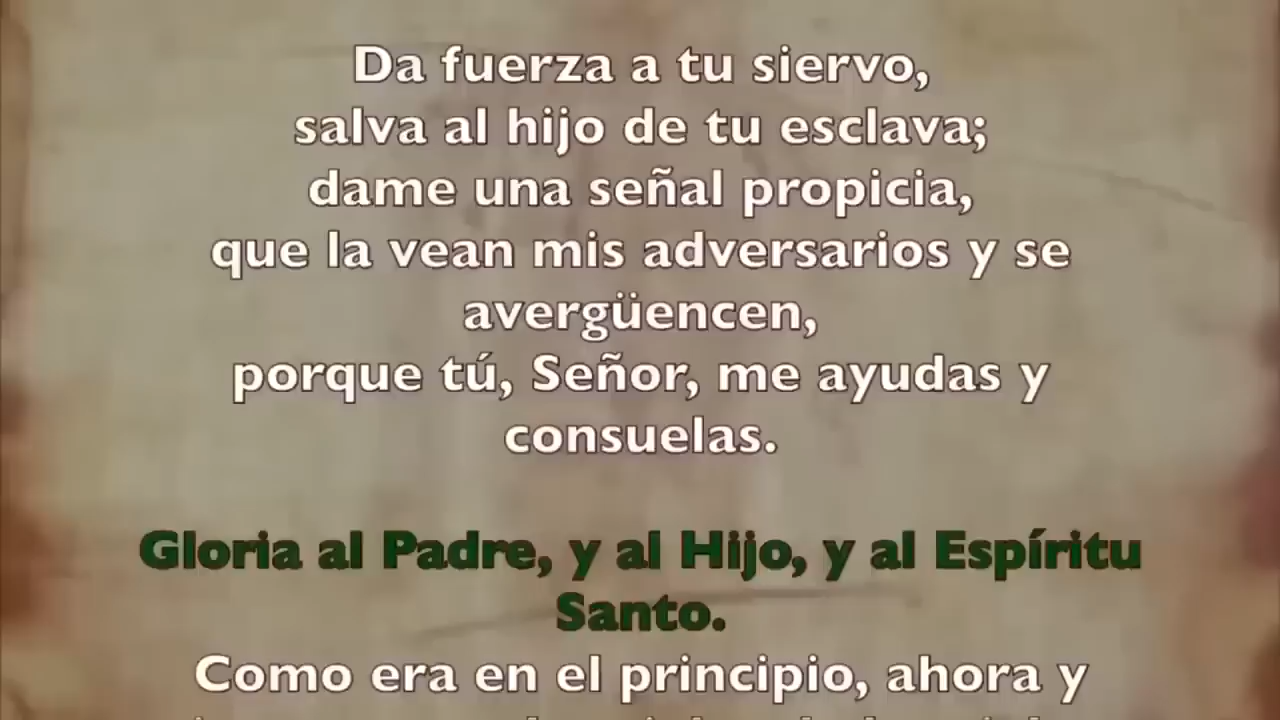 Da fuerza a tu siervo,
salva al hijo de tu esclava;
dame una señal propicia,
que la vean mis adversarios y se
avergüencen,
porque tú, Señor, me ayudas y
consuelas.
Gloria al Padre, y al Hijo, y al Espíritu
Santo.
Como era en el principio, ahora y